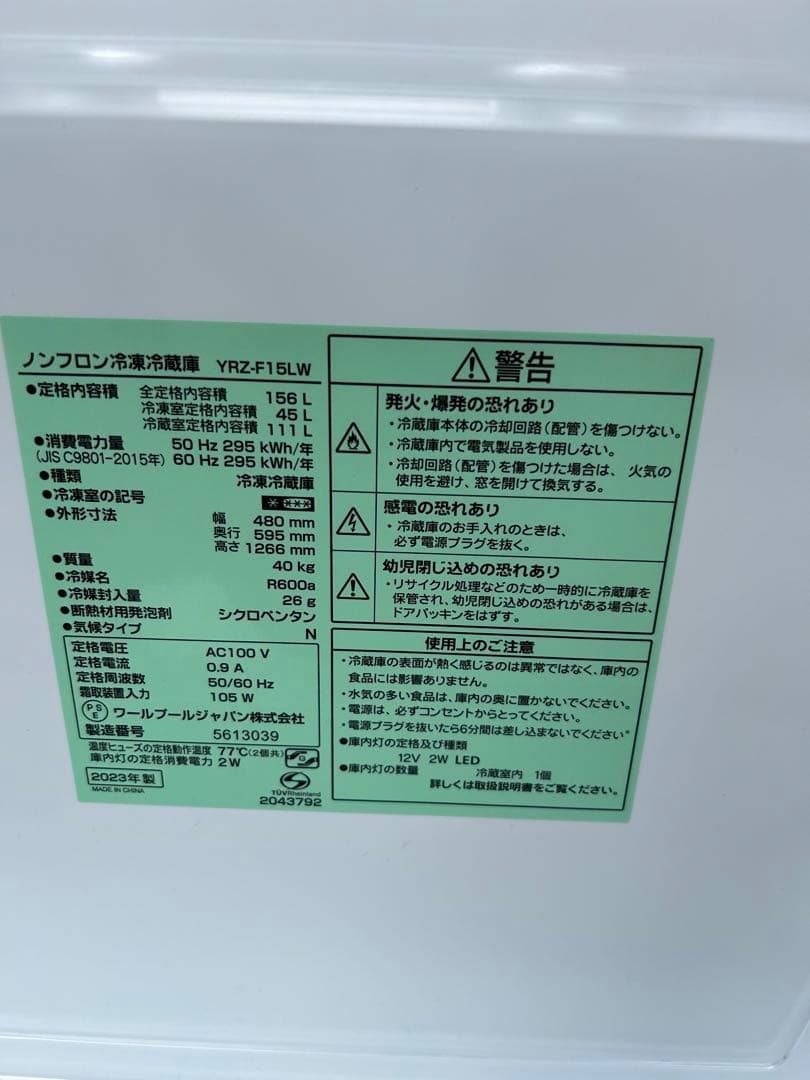 ノンフロン冷凍冷蔵庫 YRZ-F15LW
●定格内容積 全定格内容積 156 L
冷凍室定格内容積 45 L
冷蔵室定格内容積 111 L
●消費電力量 50 Hz 295 kWh/年
(JIS C9801-2015年) 60 Hz 295 kWh/年
●種類 冷凍冷蔵庫
●冷凍室の記号
●外形寸法 幅 480 mm
奥行 595 mm
高さ 1266 mm
●質量 40 kg
●冷媒名 R600a
●冷媒封入量 26 g
●断熱材用発泡剤 シクロペンタン
●気候タイプ N
定格電圧 AC100 V
定格電流 0.9 A
定格周波数 50/60 Hz
霜取装置入力 105 W
PSE ワールプールジャパン株式会社
製造番号 5613039
温度ヒューズの定格動作温度 77℃(2個共)
庫内灯の定格消費電力 2W
G
2023年製
MADE IN CHINA
TÜVRheinland
2043792
警告
発火・爆発の恐れあり
・冷蔵庫本体の冷却回路(配管)を傷つけない。
・冷蔵庫内で電気製品を使用しない。
・冷却回路(配管)を傷つけた場合は、火気の
使用を避け、窓を開けて換気する。
感電の恐れあり
・冷蔵庫のお手入れのときは、
必ず電源プラグを抜く。
幼児閉じ込めの恐れあり
・リサイクル処理などのため一時的に冷蔵庫を
保管され、幼児閉じ込めの恐れがある場合は、
ドアパッキンをはずす。
使用上のご注意
・冷蔵庫の表面が熱く感じるのは異常ではなく、庫内の
食品には影響ありません。
・水気の多い食品は、庫内の奥に置かないでください。
・電源は、必ずコンセントからとってください。
・電源プラグを抜いたら6分間は差し込まないでください。
●庫内灯の定格及び種類
12V 2W LED
●庫内灯の数量 冷蔵室内 1個
詳しくは取扱説明書をご覧ください。